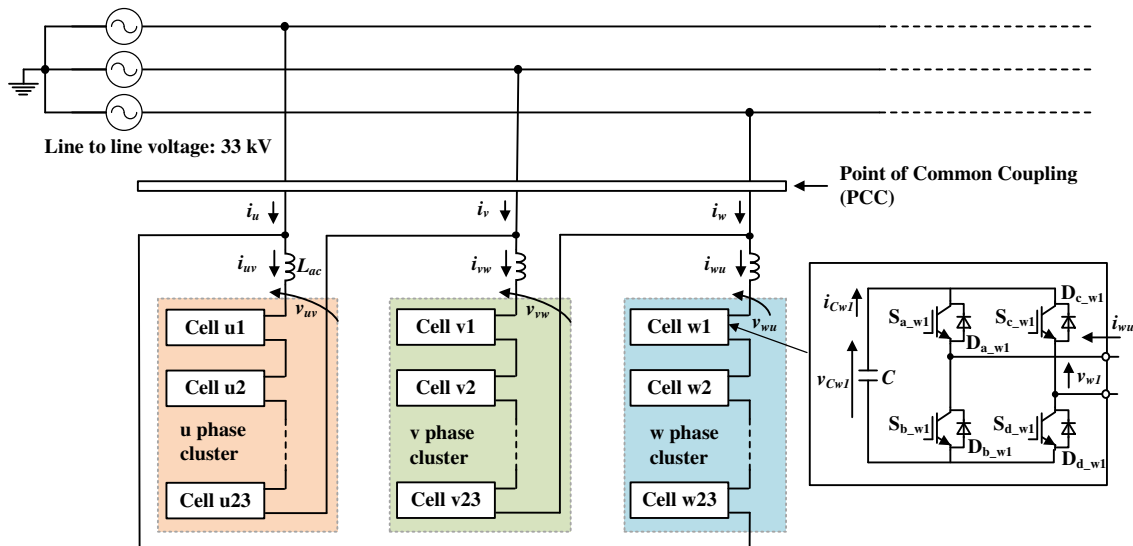 Line to line voltage: 33 kV
Point of Common Coupling
(PCC)
i_u
i_v
i_w
i_uv
L_ac
i_vw
i_wu
v_uv
v_vw
v_wu
Cell u1
Cell u2
u phase
cluster
Cell u23
Cell v1
Cell v2
v phase
cluster
Cell v23
Cell w1
Cell w2
w phase
cluster
Cell w23
i_Cw1
S_a_w1
D_a_w1
S_c_w1
D_c_w1
i_wu
v_Cw1
C
v_w1
S_b_w1
D_b_w1
S_d_w1
D_d_w1